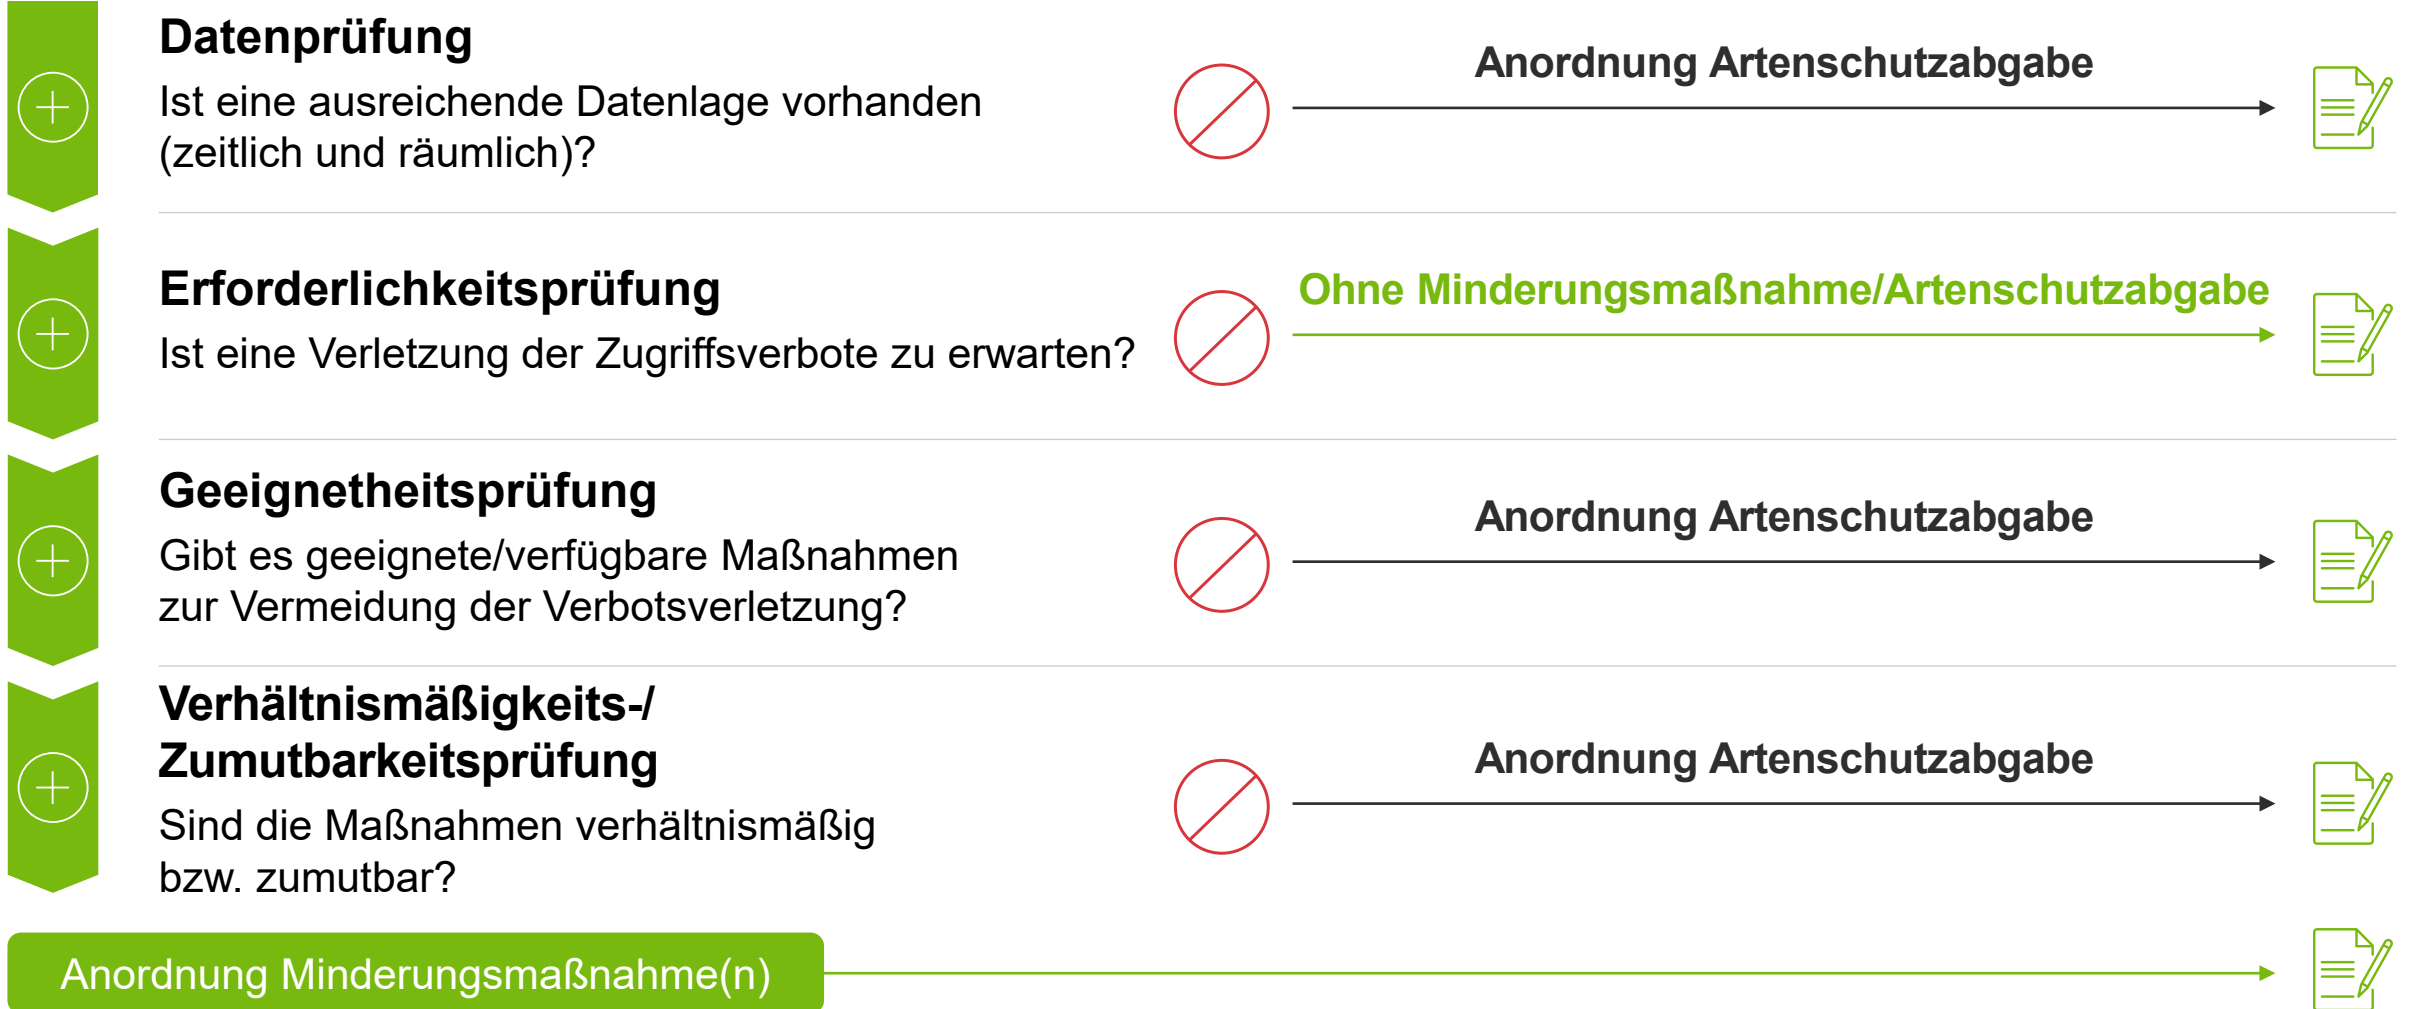 Datenprüfung
Ist eine ausreichende Datenlage vorhanden
(zeitlich und räumlich)?
Anordnung Artenschutzabgabe
Erforderlichkeitsprüfung
Ist eine Verletzung der Zugriffsverbote zu erwarten?
Ohne Minderungsmaßnahme/Artenschutzabgabe
Geeignetheitsprüfung
Gibt es geeignete/verfügbare Maßnahmen
zur Vermeidung der Verbotsverletzung?
Anordnung Artenschutzabgabe
Verhältnismäßigkeits-/
Zumutbarkeitsprüfung
Sind die Maßnahmen verhältnismäßig
bzw. zumutbar?
Anordnung Artenschutzabgabe
Anordnung Minderungsmaßnahme(n)